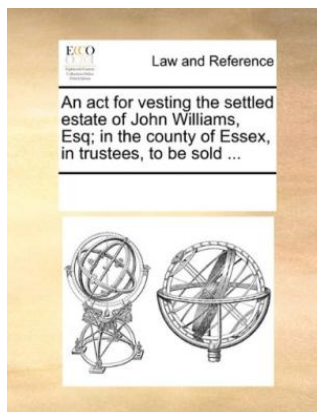 ECCO
Law and Reference
An act for vesting the settled
estate of John Williams,
Esq; in the county of Essex,
in trustees, to be sold ...